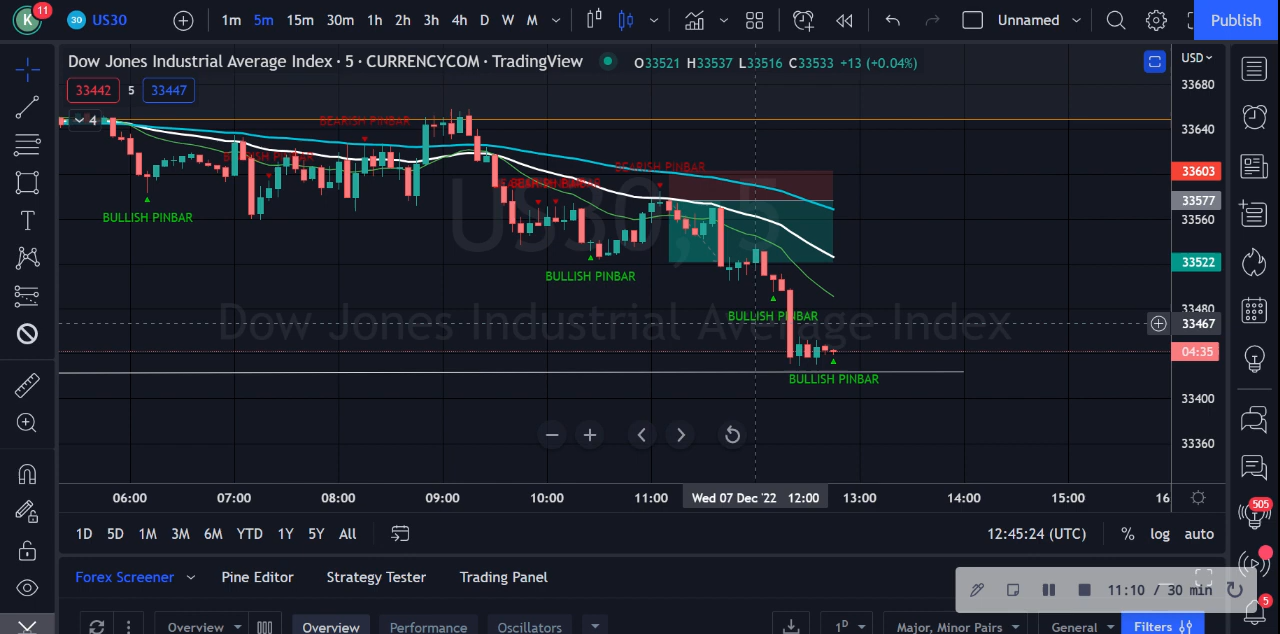 K 11 30 US30 1m 5m 15m 30m 1h 2h 3h 4h D W M Unnamed Publish
Dow Jones Industrial Average Index · 5 · CURRENCYCOM · TradingView O33521 H33537 L33516 C33533 +13 (+0.04%) USD
33442 5 33447
4
33680
33640
33603
33577
33560
33522
33480
33467
04:35
33400
33360
US30, 5
Dow Jones Industrial Average Index
BEARISH PINBAR
BEARISH PINBAR
BEARISH PINBAR
BEARISH PINBAR
BULLISH PINBAR
BULLISH PINBAR
BULLISH PINBAR
BULLISH PINBAR
06:00 07:00 08:00 09:00 10:00 11:00 Wed 07 Dec '22 12:00 13:00 14:00 15:00 16
1D 5D 1M 3M 6M YTD 1Y 5Y All 12:45:24 (UTC) % log auto
505
Forex Screener Pine Editor Strategy Tester Trading Panel
11:10 / 30 min
5
Overview Overview Performance Oscillators 1D Major, Minor Pairs General Filters